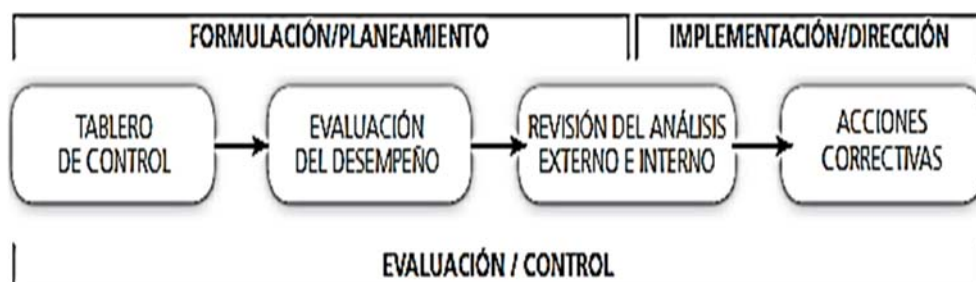 FORMULACIÓN/PLANEAMIENTO
IMPLEMENTACIÓN/DIRECCIÓN
TABLERO
DE CONTROL
EVALUACIÓN
DEL DESEMPEÑO
REVISIÓN DEL ANÁLISIS
EXTERNO E INTERNO
ACCIONES
CORRECTIVAS
EVALUACIÓN / CONTROL